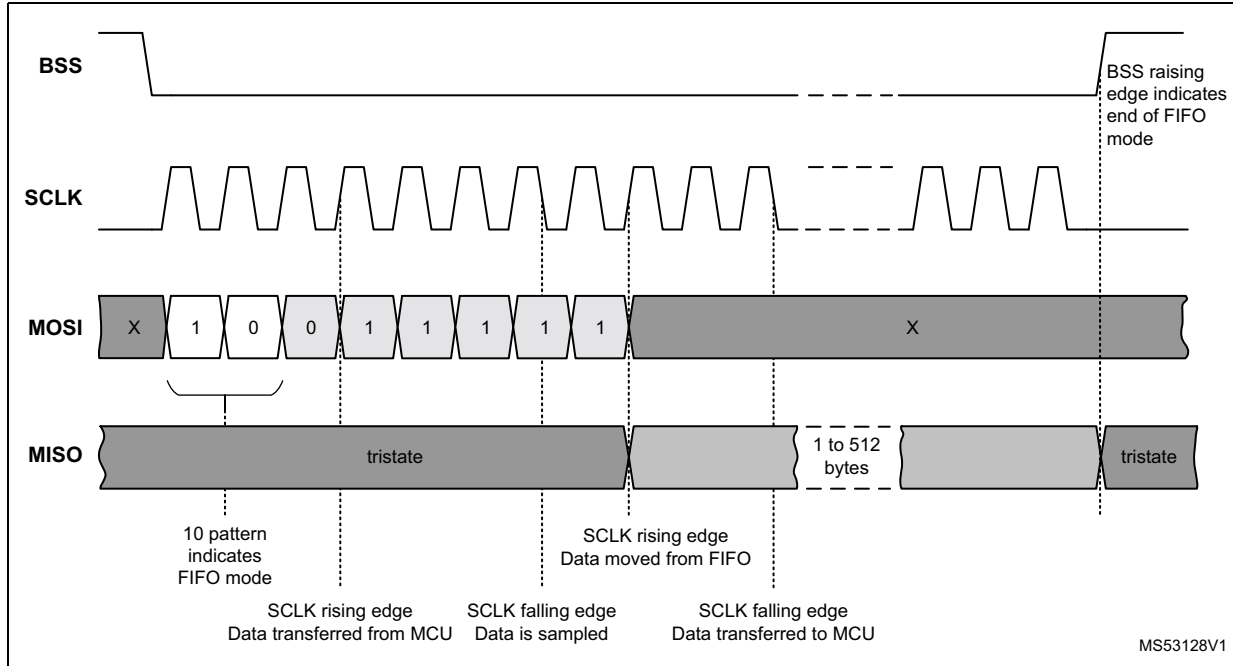 BSS
BSS raising
edge indicates
end of FIFO
mode
SCLK
MOSI
X 1 0 0 1 1 1 1 1 X
MISO
tristate
1 to 512
bytes
tristate
10 pattern
indicates
FIFO mode
SCLK rising edge
Data moved from FIFO
SCLK rising edge
Data transferred from MCU
SCLK falling edge
Data is sampled
SCLK falling edge
Data transferred to MCU
MS53128V1